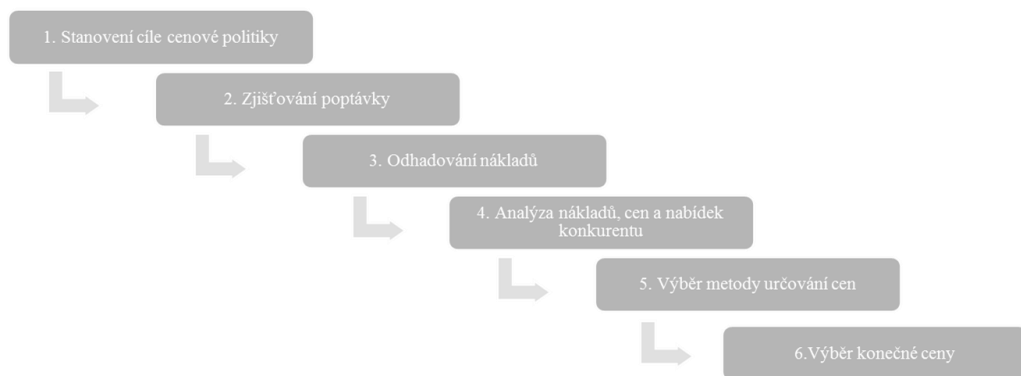 1. Stanovení cíle cenové politiky
2. Zjišťování poptávky
3. Odhadování nákladů
4. Analýza nákladů, cen a nabídek
konkurentu
5. Výběr metody určování cen
6.Výběr konečné ceny